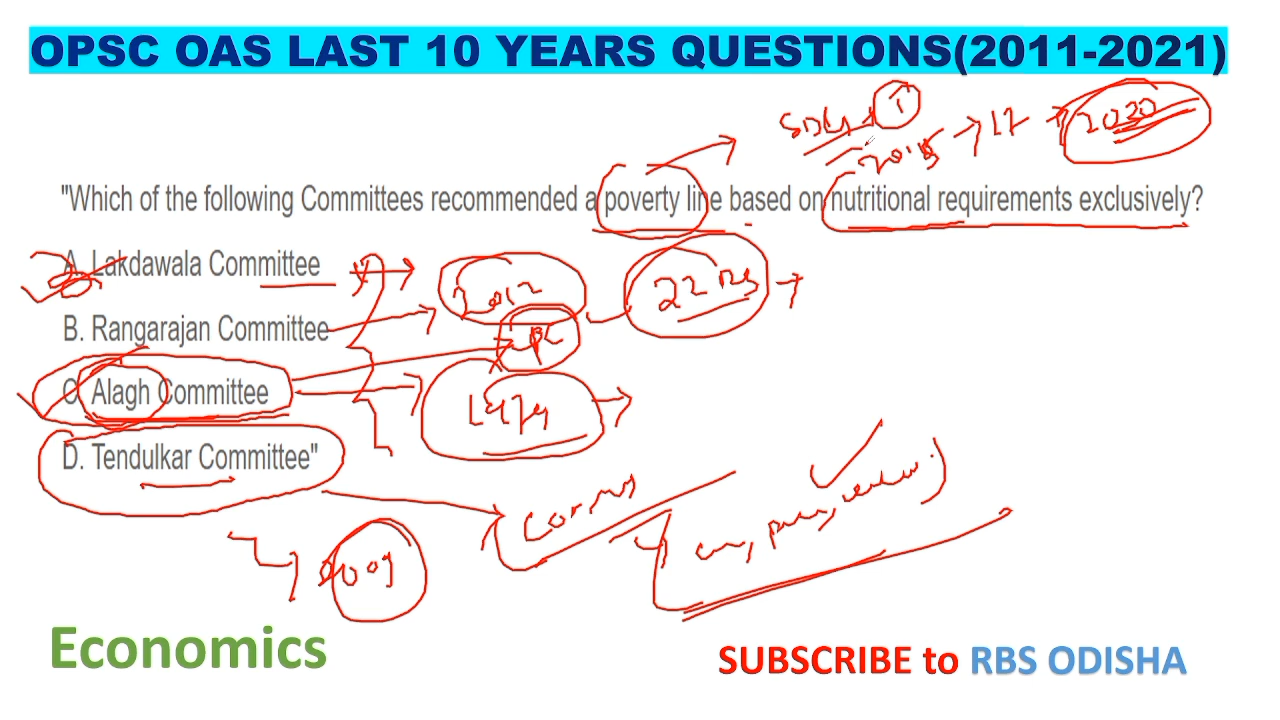 OPSC OAS LAST 10 YEARS QUESTIONS(2011-2021)
SDG 1
2015 → 17 → 2030
"Which of the following Committees recommended a poverty line based on nutritional requirements exclusively?
A. Lakdawala Committee
2012
22 Rs
B. Rangarajan Committee
C. Alagh Committee
1979
D. Tendulkar Committee"
2009
Economics
SUBSCRIBE to RBS ODISHA